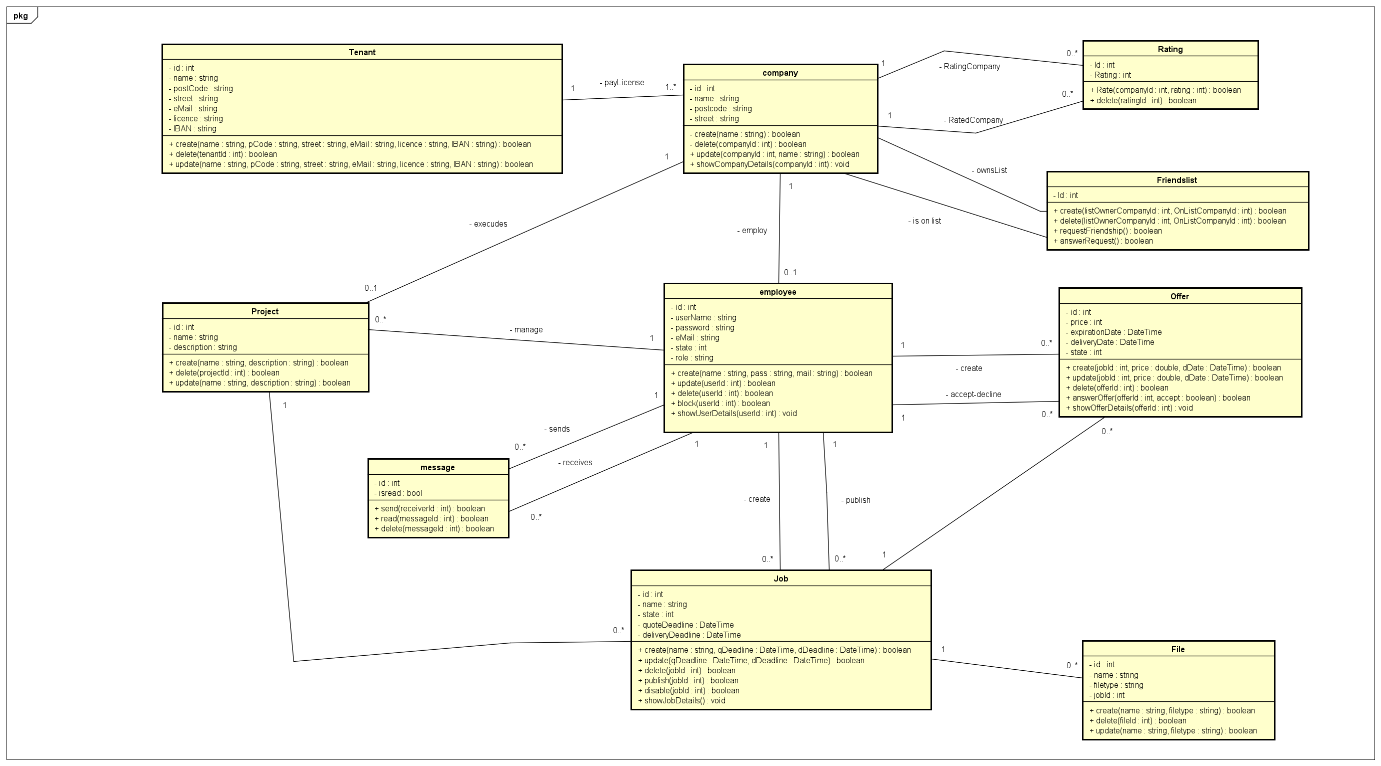 pkg
Tenant
- id : int
- name : string
- postCode : string
- street : string
- eMail : string
- licence : string
- IBAN : string
+ create(name : string, pCode : string, street : string, eMail : string, licence : string, IBAN : string) : boolean
+ delete(tenantId : int) : boolean
+ update(name : string, pCode : string, street : string, eMail : string, licence : string, IBAN : string) : boolean
1
- payLicense
1..*
company
- id : int
- name : string
- postcode : string
- street : string
- create(name : string) : boolean
- delete(companyId : int) : boolean
+ update(companyId : int, name : string) : boolean
+ showCompanyDetails(companyId : int) : void
1
- RatingCompany
0..*
1
- RatedCompany
0..*
Rating
- Id : int
- Rating : int
+ Rate(companyId : int, rating : int) : boolean
+ delete(ratingId : int) : boolean
- ownsList
- is on list
Friendslist
- Id : int
+ create(listOwnerCompanyId : int, OnListCompanyId : int) : boolean
+ delete(listOwnerCompanyId : int, OnListCompanyId : int) : boolean
+ requestFriendship() : boolean
+ answerRequest() : boolean
1
- executes
0..1
1
- employ
0..1
Project
- id : int
- name : string
- description : string
+ create(name : string, description : string) : boolean
+ delete(projectId : int) : boolean
+ update(name : string, description : string) : boolean
0..*
- manage
1
employee
- id : int
- userName : string
- password : string
- eMail : string
- state : int
- role : string
+ create(name : string, pass : string, mail : string) : boolean
+ update(userId : int) : boolean
+ delete(userId : int) : boolean
+ block(userId : int) : boolean
+ showUserDetails(userId : int) : void
1
- create
0..*
1
- accept-decline
0..*
Offer
- id : int
- price : int
- expirationDate : DateTime
- deliveryDate : DateTime
- state : int
+ create(jobId : int, price : double, dDate : DateTime) : boolean
+ update(jobId : int, price : double, dDate : DateTime) : boolean
+ delete(offerId : int) : boolean
+ answerOffer(offerId : int, accept : boolean) : boolean
+ showOfferDetails(offerId : int) : void
1
- sends
0..*
1
- receives
0..*
message
- id : int
- isread : bool
+ send(receiverId : int) : boolean
+ read(messageId : int) : boolean
+ delete(messageId : int) : boolean
1
- create
0..*
1
- publish
0..*
0..*
1
1
0..*
Job
- id : int
- name : string
- state : int
- quoteDeadline : DateTime
- deliveryDeadline : DateTime
+ create(name : string, qDeadline : DateTime, dDeadline : DateTime) : boolean
+ update(qDeadline : DateTime, dDeadline : DateTime) : boolean
+ delete(jobId : int) : boolean
+ publish(jobId : int) : boolean
+ disable(jobId : int) : boolean
+ showJobDetails() : void
1
0..*
File
- id : int
- name : string
- filetype : string
- jobId : int
+ create(name : string, filetype : string) : boolean
+ delete(fileId : int) : boolean
+ update(name : string, filetype : string) : boolean